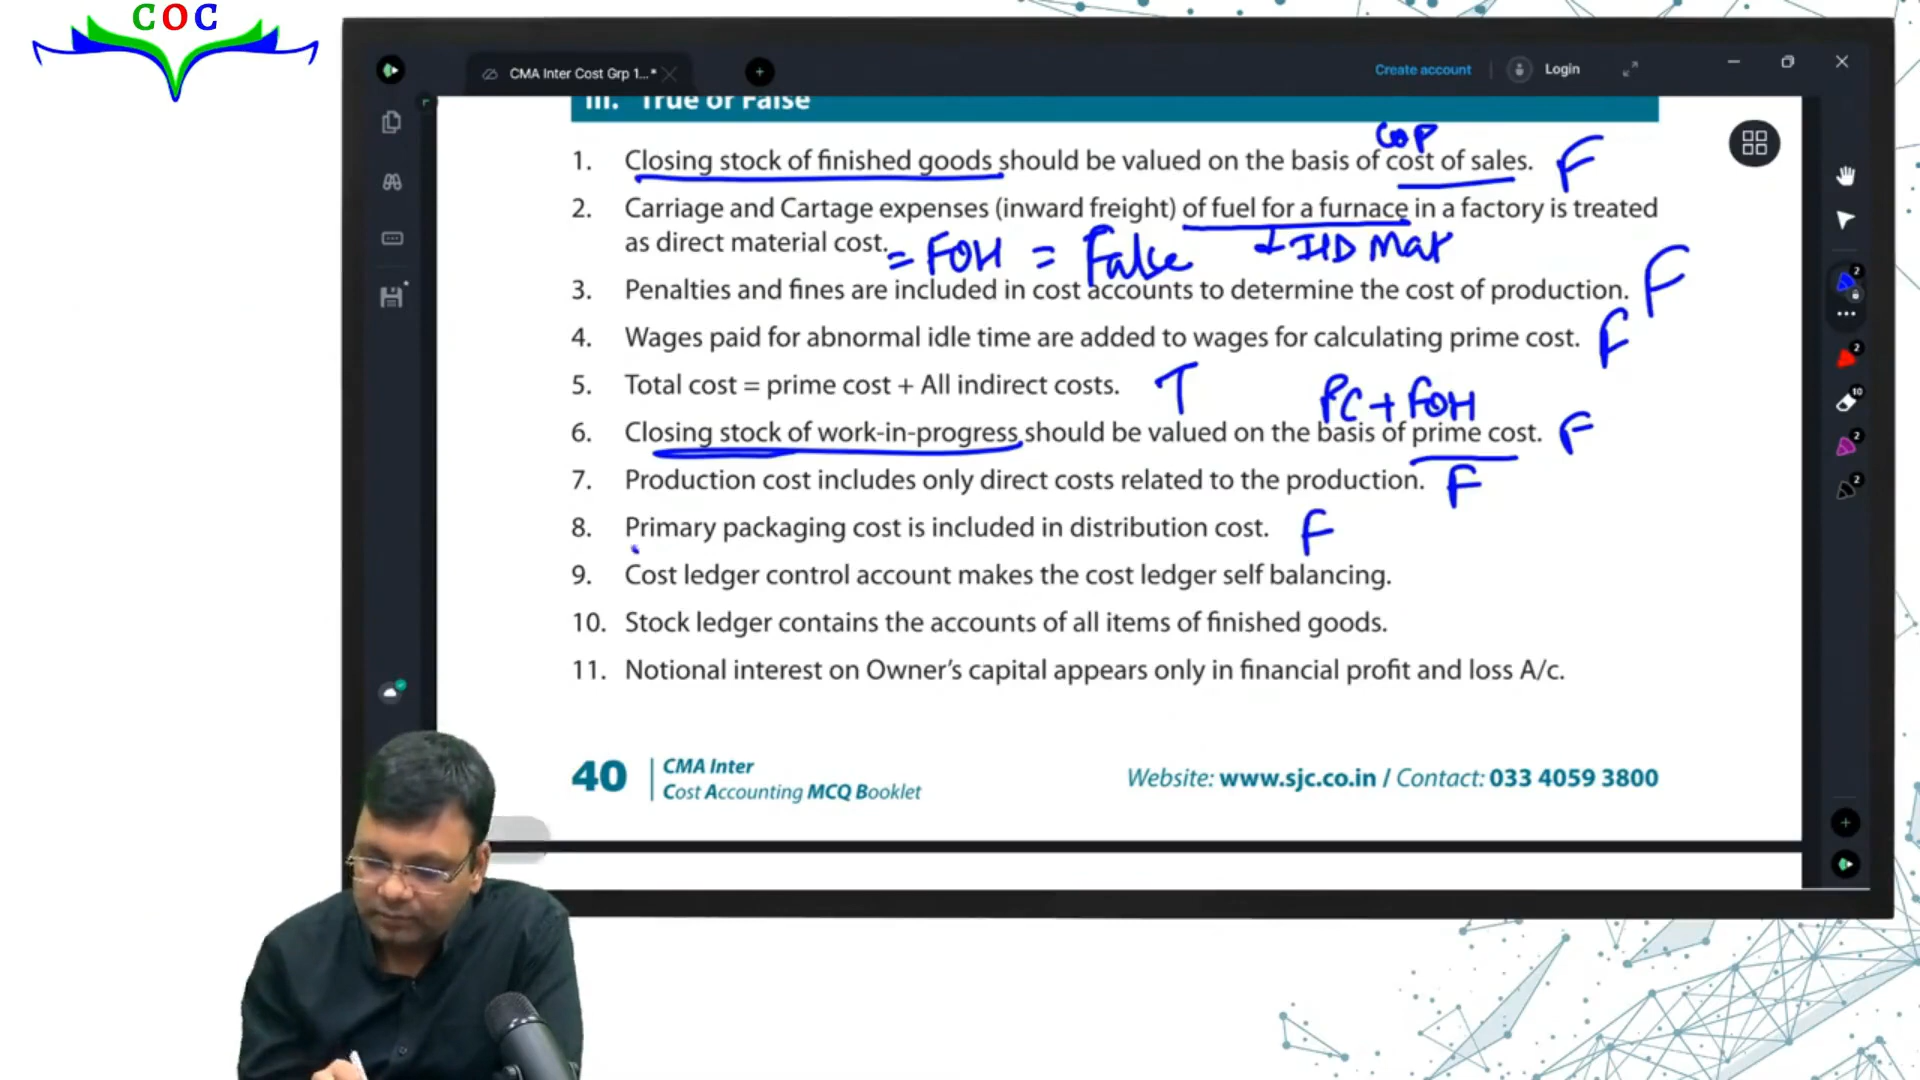 COC
CMA Inter Cost Grp 1...*
Create account
Login
III. True or False
COP
1. Closing stock of finished goods should be valued on the basis of cost of sales. F
2. Carriage and Cartage expenses (inward freight) of fuel for a furnace in a factory is treated
as direct material cost. = FOH = False IHD Mat
3. Penalties and fines are included in cost accounts to determine the cost of production. F
4. Wages paid for abnormal idle time are added to wages for calculating prime cost. F
5. Total cost = prime cost + All indirect costs. T
PC + FOH
6. Closing stock of work-in-progress should be valued on the basis of prime cost. F
7. Production cost includes only direct costs related to the production. F
8. Primary packaging cost is included in distribution cost. F
9. Cost ledger control account makes the cost ledger self balancing.
10. Stock ledger contains the accounts of all items of finished goods.
11. Notional interest on Owner's capital appears only in financial profit and loss A/c.
40
CMA Inter
Cost Accounting MCQ Booklet
Website: www.sjc.co.in / Contact: 033 4059 3800
2
2
10
2
2